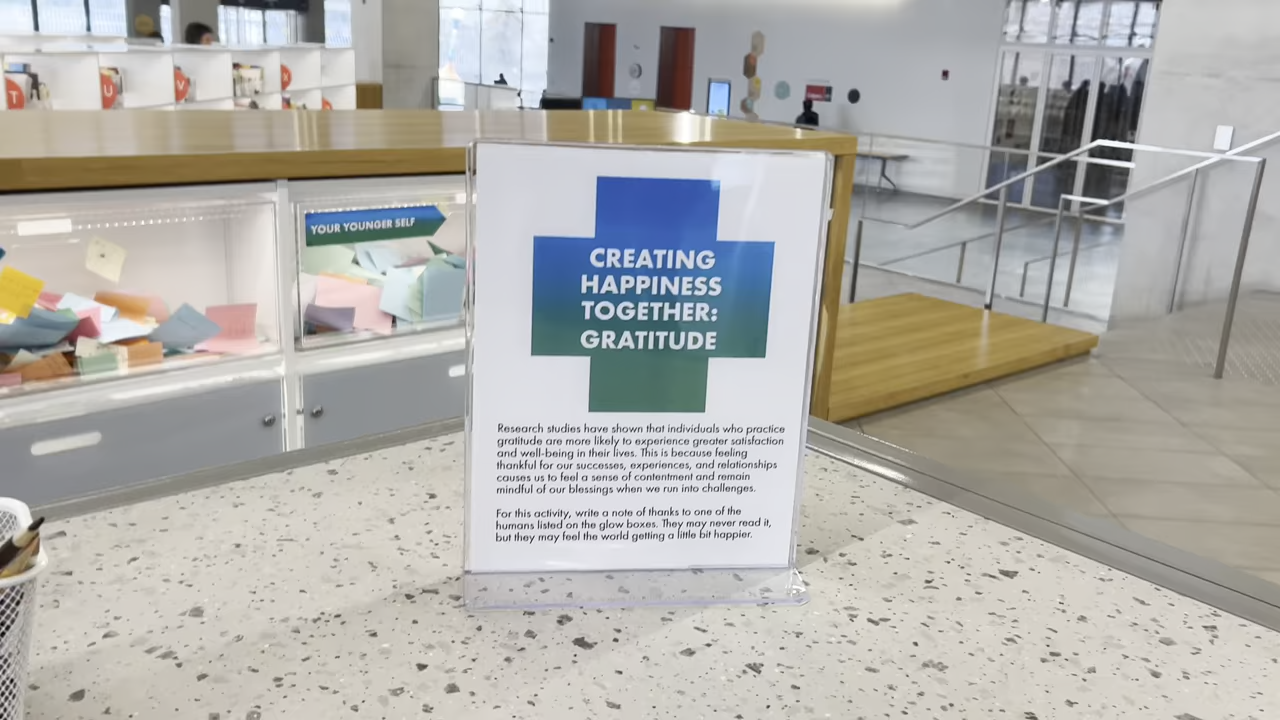 T
U
V
X
YOUR YOUNGER SELF
CREATING
HAPPINESS
TOGETHER:
GRATITUDE
Research studies have shown that individuals who practice
gratitude are more likely to experience greater satisfaction
and well-being in their lives. This is because feeling
thankful for our successes, experiences, and relationships
causes us to feel a sense of contentment and remain
mindful of our blessings when we run into challenges.
For this activity, write a note of thanks to one of the
humans listed on the glow boxes. They may never read it,
but they may feel the world getting a little bit happier.